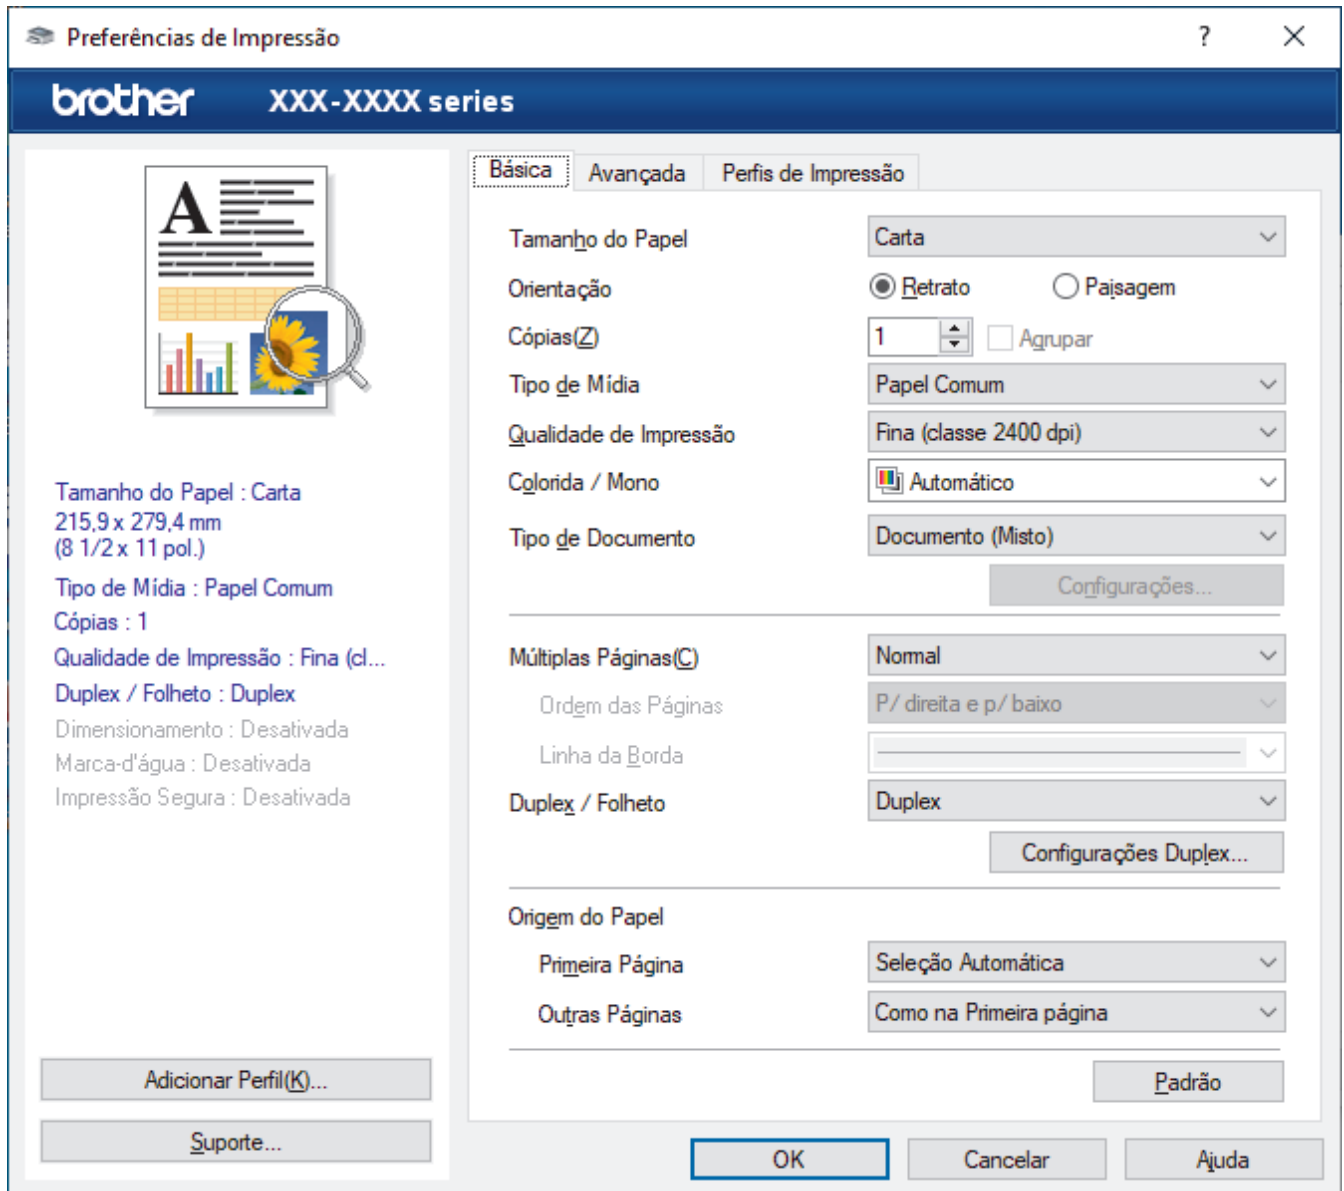 Preferências de Impressão ?
brother XXX-XXXX series
A
Tamanho do Papel : Carta
215,9 x 279,4 mm
(8 1/2 x 11 pol.)
Tipo de Mídia : Papel Comum
Cópias : 1
Qualidade de Impressão : Fina (cl...
Duplex / Folheto : Duplex
Dimensionamento : Desativada
Marca-d'água : Desativada
Impressão Segura : Desativada
Adicionar Perfil(K)...
Suporte...
Básica Avançada Perfis de Impressão
Tamanho do Papel Carta
Orientação Retrato Paisagem
Cópias(Z) 1 Agrupar
Tipo de Mídia Papel Comum
Qualidade de Impressão Fina (classe 2400 dpi)
Colorida / Mono Automático
Tipo de Documento Documento (Misto)
Configurações...
Múltiplas Páginas(C) Normal
Ordem das Páginas P/ direita e p/ baixo
Linha da Borda
Duplex / Folheto Duplex
Configurações Duplex...
Origem do Papel
Primeira Página Seleção Automática
Outras Páginas Como na Primeira página
Padrão
OK Cancelar Ajuda